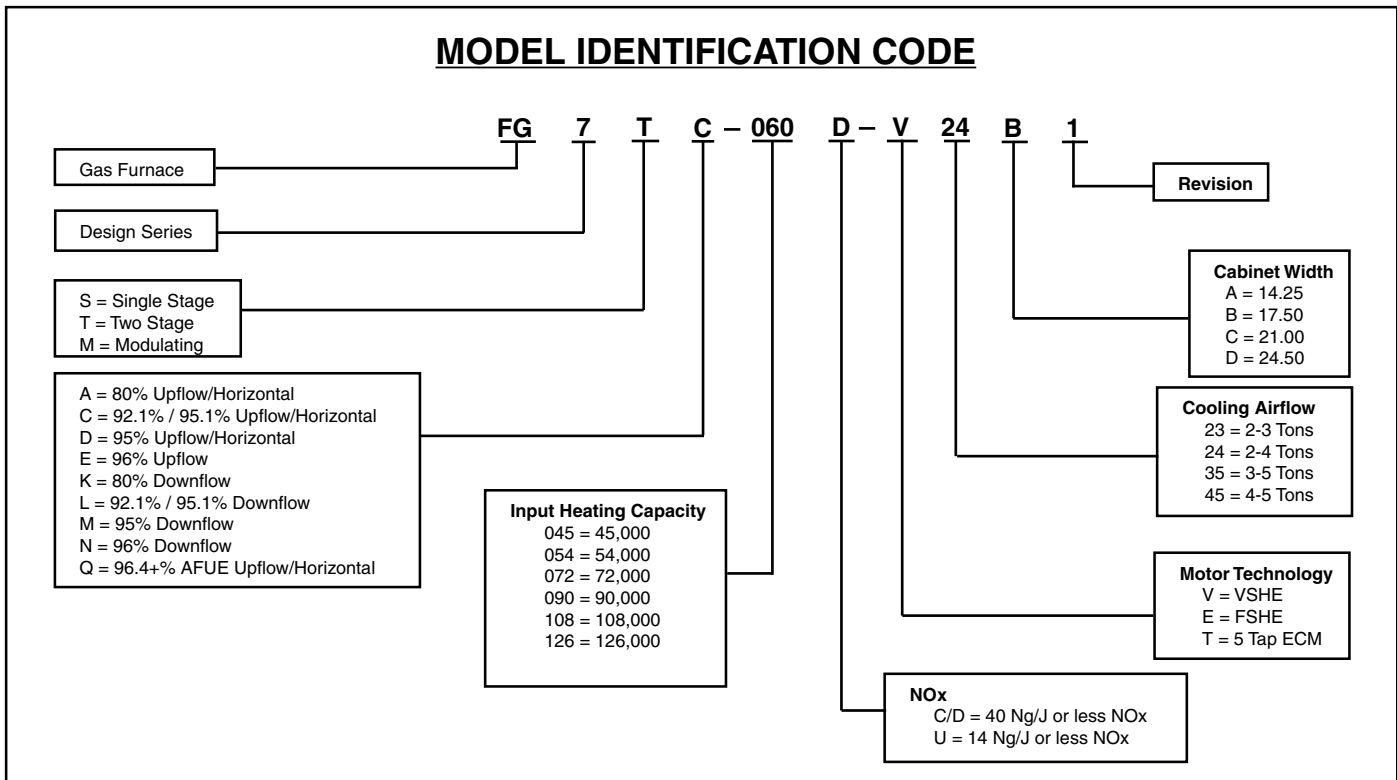 MODEL IDENTIFICATION CODE
FG 7 T C – 060 D – V 24 B 1
Gas Furnace
Design Series
S = Single Stage
T = Two Stage
M = Modulating
A = 80% Upflow/Horizontal
C = 92.1% / 95.1% Upflow/Horizontal
D = 95% Upflow/Horizontal
E = 96% Upflow
K = 80% Downflow
L = 92.1% / 95.1% Downflow
M = 95% Downflow
N = 96% Downflow
Q = 96.4+% AFUE Upflow/Horizontal
Input Heating Capacity
045 = 45,000
054 = 54,000
072 = 72,000
090 = 90,000
108 = 108,000
126 = 126,000
Revision
Cabinet Width
A = 14.25
B = 17.50
C = 21.00
D = 24.50
Cooling Airflow
23 = 2-3 Tons
24 = 2-4 Tons
35 = 3-5 Tons
45 = 4-5 Tons
Motor Technology
V = VSHE
E = FSHE
T = 5 Tap ECM
NOx
C/D = 40 Ng/J or less NOx
U = 14 Ng/J or less NOx